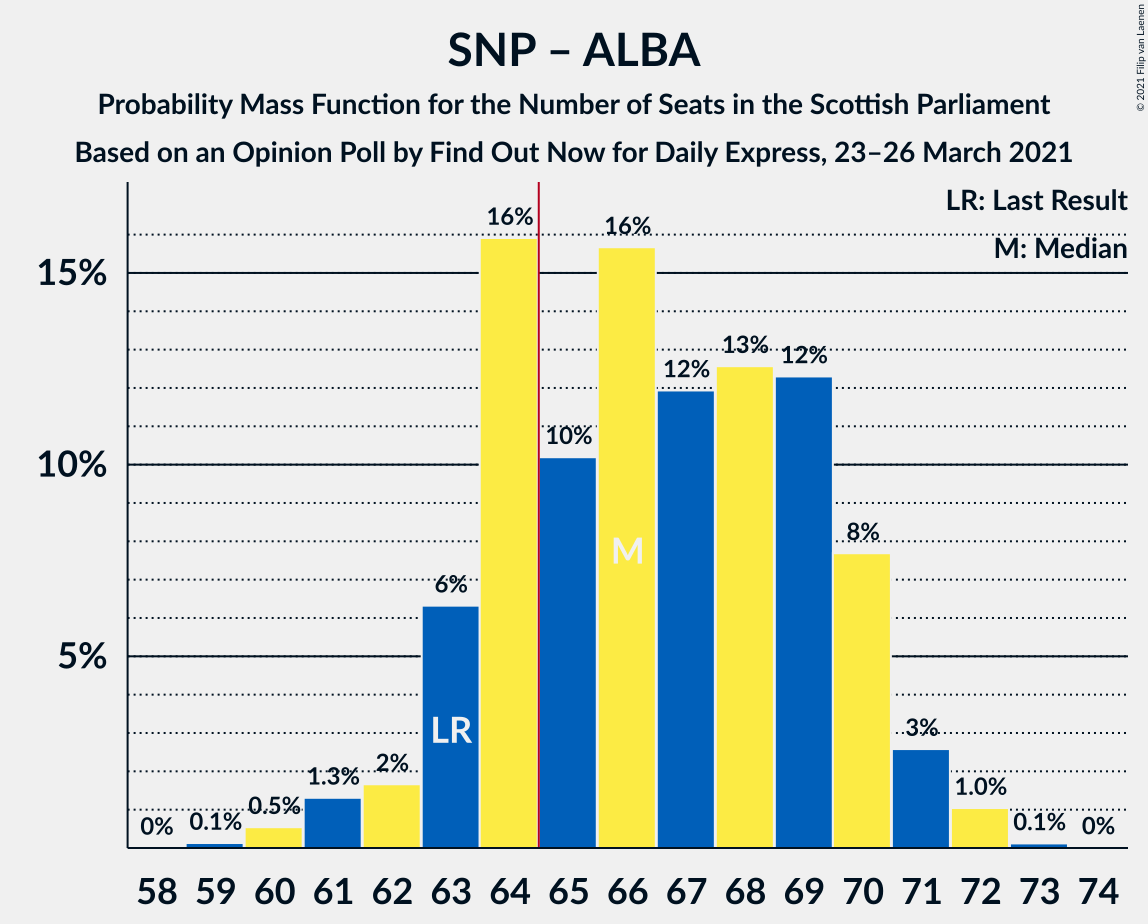 SNP – ALBA
Probability Mass Function for the Number of Seats in the Scottish Parliament
Based on an Opinion Poll by Find Out Now for Daily Express, 23–26 March 2021
© 2021 Filip van Laenen
LR: Last Result
M: Median
15%
10%
5%
0%
0.1%
0.5%
1.3%
2%
6%
16%
10%
16%
12%
13%
12%
8%
3%
1.0%
0.1%
0%
LR
M
58 59 60 61 62 63 64 65 66 67 68 69 70 71 72 73 74